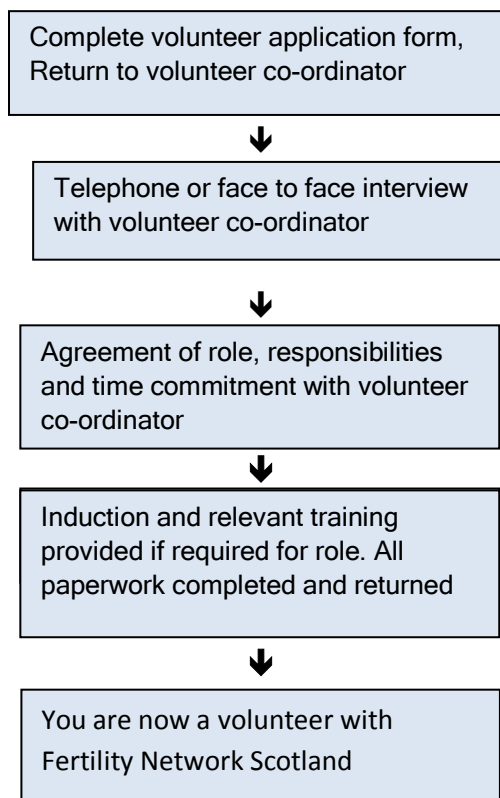 Complete volunteer application form,
Return to volunteer co-ordinator
Telephone or face to face interview
with volunteer co-ordinator
Agreement of role, responsibilities
and time commitment with volunteer
co-ordinator
Induction and relevant training
provided if required for role. All
paperwork completed and returned
You are now a volunteer with
Fertility Network Scotland